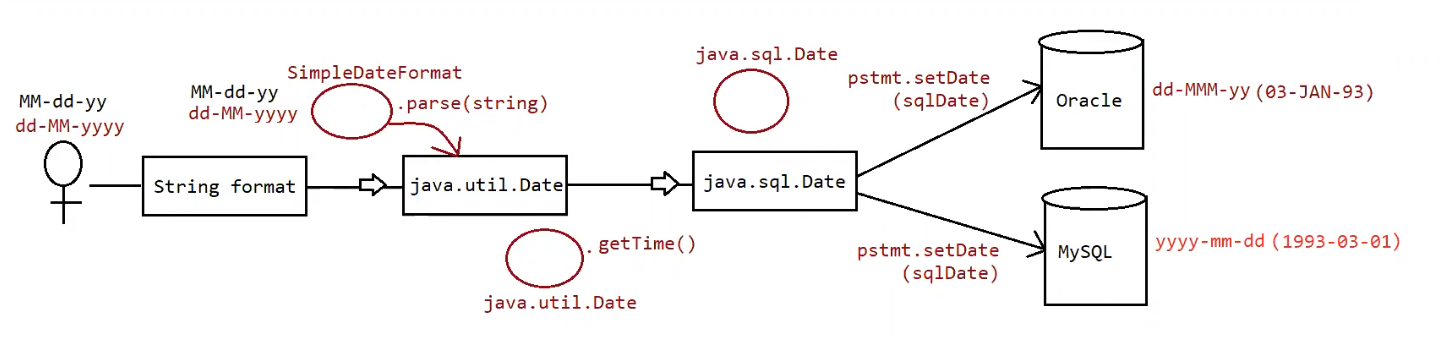 MM-dd-yy
dd-MM-yyyy
String format
SimpleDateFormat
MM-dd-yy
dd-MM-yyyy
.parse(string)
java.util.Date
.getTime()
java.util.Date
java.sql.Date
java.sql.Date
pstmt.setDate
(sqlDate)
Oracle
dd-MMM-yy (03-JAN-93)
pstmt.setDate
(sqlDate)
MySQL
yyyy-mm-dd (1993-03-01)